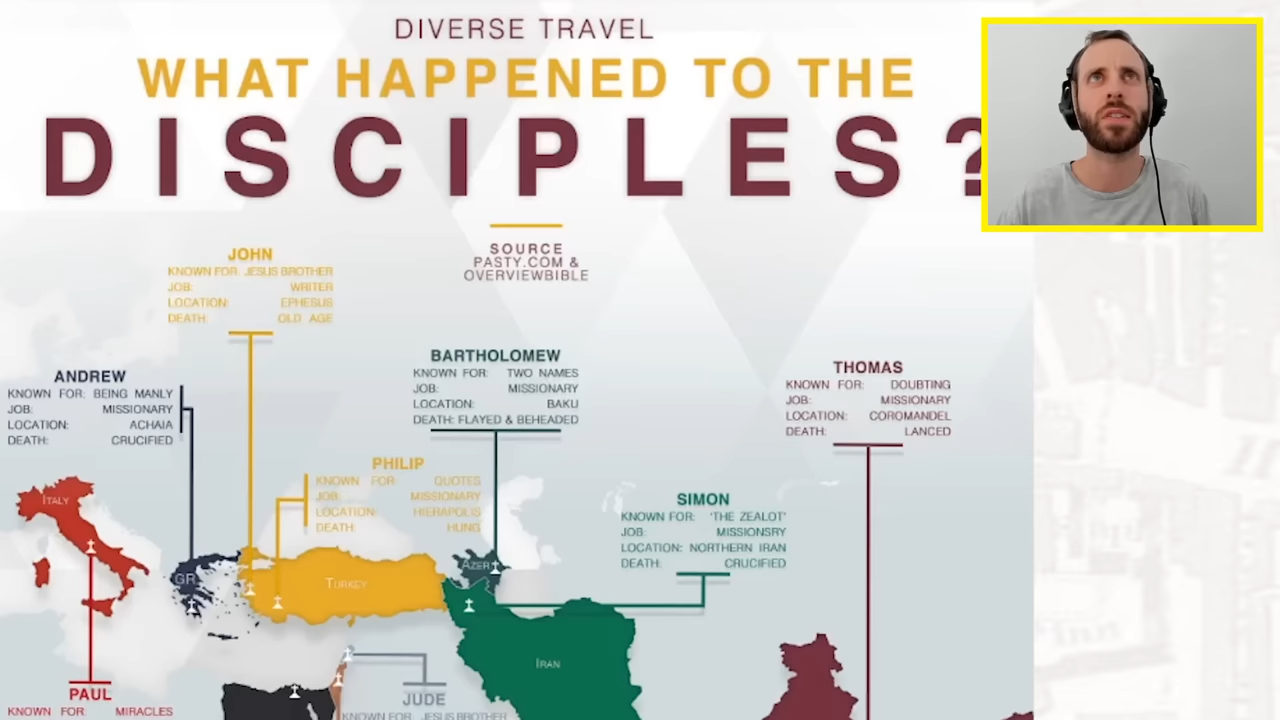 DIVERSE TRAVEL
WHAT HAPPENED TO THE
DISCIPLES?
SOURCE
PASTY.COM &
OVERVIEWBIBLE
JOHN
KNOWN FOR: JESUS BROTHER
JOB: WRITER
LOCATION: EPHESUS
DEATH: OLD AGE
ANDREW
KNOWN FOR: BEING MANLY
JOB: MISSIONARY
LOCATION: ACHAIA
DEATH: CRUCIFIED
BARTHOLOMEW
KNOWN FOR: TWO NAMES
JOB: MISSIONARY
LOCATION: BAKU
DEATH: FLAYED & BEHEADED
THOMAS
KNOWN FOR: DOUBTING
JOB: MISSIONARY
LOCATION: COROMANDEL
DEATH: LANCED
PHILIP
KNOWN FOR: QUOTES
JOB: MISSIONARY
LOCATION: HIERAPOLIS
DEATH: HUNG
SIMON
KNOWN FOR: 'THE ZEALOT'
JOB: MISSIONSRY
LOCATION: NORTHERN IRAN
DEATH: CRUCIFIED
ITALY
GR
TURKEY
AZER
IRAN
PAUL
KNOWN FOR: MIRACLES
JUDE
KNOWN FOR: JESUS BROTHER